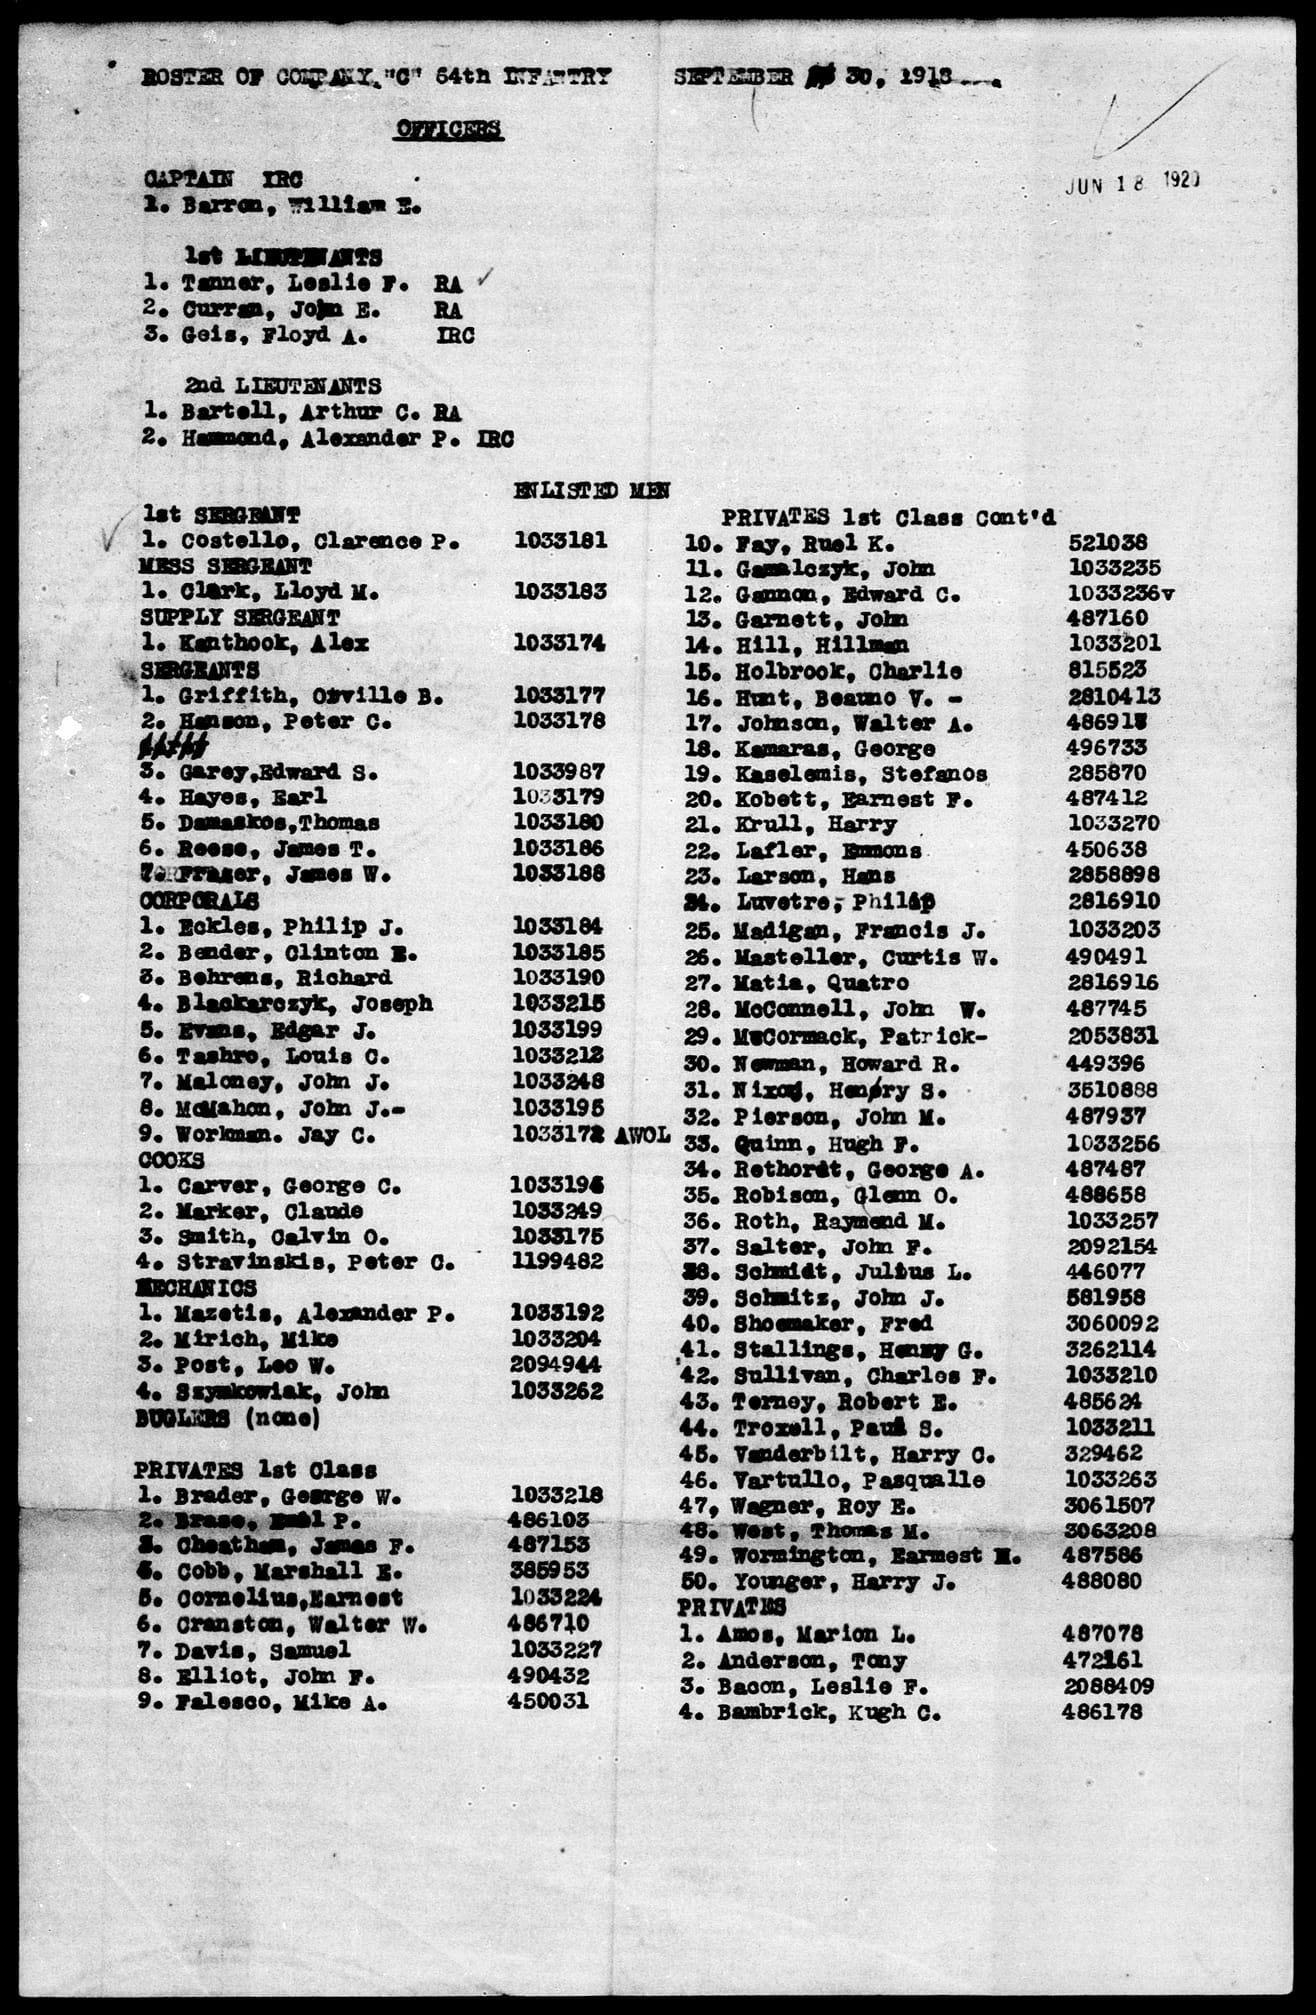 ROSTER OF COMPANY "C" 64th INFANTRY SEPTEMBER 30, 1918
OFFICERS
JUN 18 1920
CAPTAIN IRC
1. Barron, William E.
1st LIEUTENANTS
1. Tanner, Leslie F. RA
2. Curran, John E. RA
3. Geis, Floyd A. IRC
2nd LIEUTENANTS
1. Bartell, Arthur C. RA
2. Hammond, Alexander P. IRC
ENLISTED MEN
1st SERGEANT
1. Costello, Clarence P. 1033181
MESS SERGEANT
1. Clark, Lloyd M. 1033183
SUPPLY SERGEANT
1. Kanthook, Alex 1033174
SERGEANTS
1. Griffith, Orville B. 1033177
2. Hanson, Peter C. 1033178
3. Garey,Edward S. 1033987
4. Hayes, Earl 1033179
5. Damaskos,Thomas 1033180
6. Reese, James T. 1033186
7. Frazer, James W. 1033188
CORPORALS
1. Eckles, Philip J. 1033184
2. Bender, Clinton E. 1033185
3. Behrens, Richard 1033190
4. Blackarczyk, Joseph 1033215
5. Evans, Edgar J. 1033199
6. Tashro, Louis C. 1033212
7. Maloney, John J. 1033248
8. McMahon, John J.- 1033195
9. Workman. Jay C. 1033172 AWOL
COOKS
1. Carver, George C.
2. Marker, Claude 1033249
3. Smith, Calvin O. 1033175
4. Stravinskis, Peter C. 1199482
MECHANICS
1. Mazetis, Alexander P. 1033192
2. Mirich, Mike 1033204
3. Post, Leo W. 2094944
4. Szymkowiak, John 1033262
BUGLERS (none)
PRIVATES 1st Class
1. Brader, George W. 1033218
2. Brase, Emil P. 486103
3. Cheatham, James F. 487153
4. Cobb, Marshall E. 385953
5. Cornelius,Earnest 1033224
6. Cranston, Walter W. 486710
7. Davis, Samuel 1033227
8. Elliot, John F. 490432
9. Falesco, Mike A. 450031
PRIVATES 1st Class Cont'd
10. Fay, Ruel K. 521038
11. Gamalczyk, John 1033235
12. Gannon, Edward C. 1033236v
13. Garnett, John 487160
14. Hill, Hillman 1033201
15. Holbrook, Charlie 815523
16. Hunt, Beauno V. - 2810413
17. Johnson, Walter A.
18. Kamaras, George 496733
19. Kaselemis, Stefanos 285870
20. Kobett, Earnest F. 487412
21. Krull, Harry 1033270
22. Lafler, Emmons 450638
23. Larson, Hans 2858898
24. Luvetre, Philip 2816910
25. Madigan, Francis J. 1033203
26. Masteller, Curtis W. 490491
27. Matia, Quatro 2816916
28. McConnell, John W. 487745
29. McCormack, Patrick- 2053831
30. Newman, Howard R. 449396
31. Nixon, Henry S. 3510888
32. Pierson, John M. 487937
33. Quinn, Hugh F. 1033256
34. Rethordt, George A. 487487
35. Robison, Glenn O. 488658
36. Roth, Raymond M. 1033257
37. Salter, John F. 2092154
38. Schmidt, Julius L. 446077
39. Schmitz, John J. 581958
40. Shoemaker, Fred 3060092
41. Stallings, Henry G. 3262114
42. Sullivan, Charles F. 1033210
43. Terney, Robert E. 485624
44. Troxell, Paul S. 1033211
45. Vanderbilt, Harry C. 329462
46. Vartullo, Pasqualle 1033263
47, Wagner, Roy E. 3061507
48. West, Thomas M. 3063208
49. Wormington, Earmest H. 487586
50. Younger, Harry J. 488080
PRIVATES
1. Amos, Marion L. 487078
2. Anderson, Tony 472161
3. Bacon, Leslie F. 2088409
4. Bambrick, Kugh C. 486178